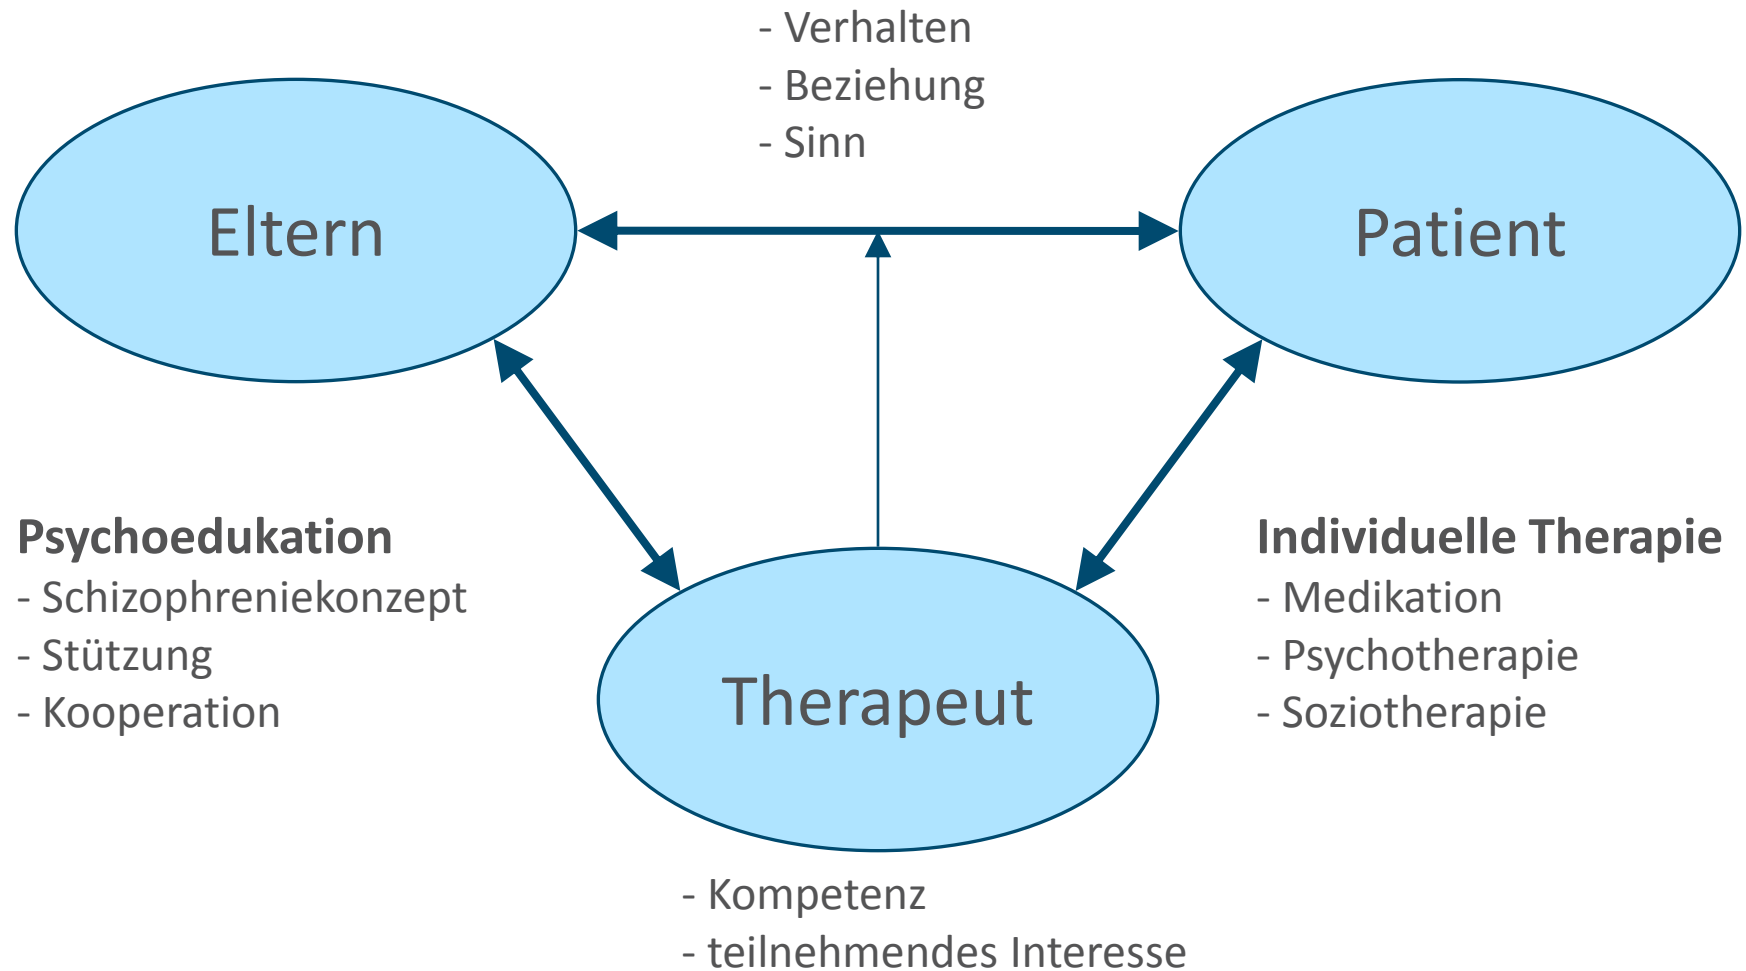 - Verhalten
- Beziehung
- Sinn
Eltern
Patient
Psychoedukation
- Schizophreniekonzept
- Stützung
- Kooperation
Individuelle Therapie
- Medikation
- Psychotherapie
- Soziotherapie
Therapeut
- Kompetenz
- teilnehmendes Interesse